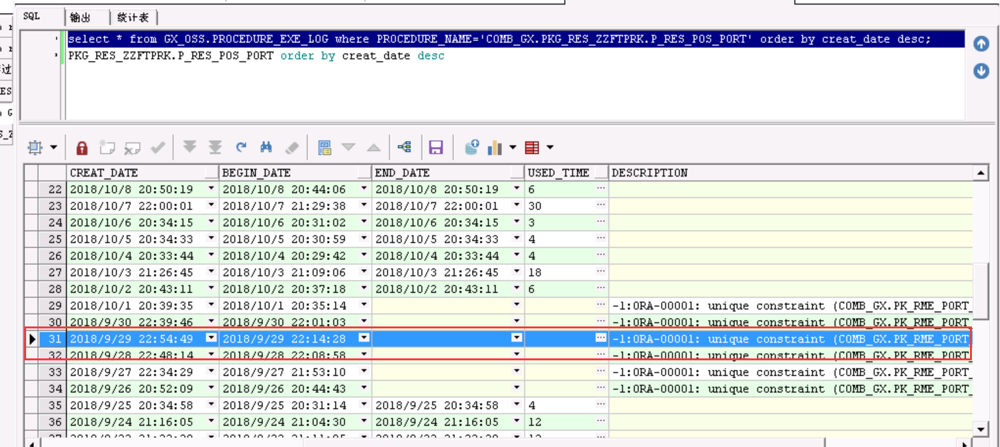 SQL 输出 统计表
select * from GX_OSS.PROCEDURE_EXE_LOG where PROCEDURE_NAME='COMB_GX.PKG_RES_ZZFTPRK.P_RES_POS_PORT' order by creat_date desc;
PKG_RES_ZZFTPRK.P_RES_POS_PORT order by creat_date desc
过
ES
G
S_Z
CREAT_DATE BEGIN_DATE END_DATE USED_TIME DESCRIPTION
22 2018/10/8 20:50:19 2018/10/8 20:44:06 2018/10/8 20:50:19 6
23 2018/10/7 22:00:01 2018/10/7 21:29:38 2018/10/7 22:00:01 30
24 2018/10/6 20:34:15 2018/10/6 20:31:02 2018/10/6 20:34:15 3
25 2018/10/5 20:34:33 2018/10/5 20:30:59 2018/10/5 20:34:33 4
26 2018/10/4 20:33:44 2018/10/4 20:29:42 2018/10/4 20:33:44 4
27 2018/10/3 21:26:45 2018/10/3 21:09:06 2018/10/3 21:26:45 18
28 2018/10/2 20:43:11 2018/10/2 20:37:18 2018/10/2 20:43:11 6
29 2018/10/1 20:39:35 2018/10/1 20:35:14 -1:ORA-00001: unique constraint (COMB_GX.PK_RME_PORT_
30 2018/9/30 22:39:46 2018/9/30 22:01:03 -1:ORA-00001: unique constraint (COMB_GX.PK_RME_PORT_
31 2018/9/29 22:54:49 2018/9/29 22:14:28 -1:ORA-00001: unique constraint (COMB_GX.PK_RME_PORT
32 2018/9/28 22:48:14 2018/9/28 22:08:58 -1:ORA-00001: unique constraint (COMB_GX.PK_RME_PORT_
33 2018/9/27 22:34:29 2018/9/27 21:53:10 -1:ORA-00001: unique constraint (COMB_GX.PK_RME_PORT_
34 2018/9/26 20:52:09 2018/9/26 20:44:43 -1:ORA-00001: unique constraint (COMB_GX.PK_RME_PORT_
35 2018/9/25 20:34:58 2018/9/25 20:31:14 2018/9/25 20:34:58 4
36 2018/9/24 21:16:05 2018/9/24 21:04:30 2018/9/24 21:16:05 12